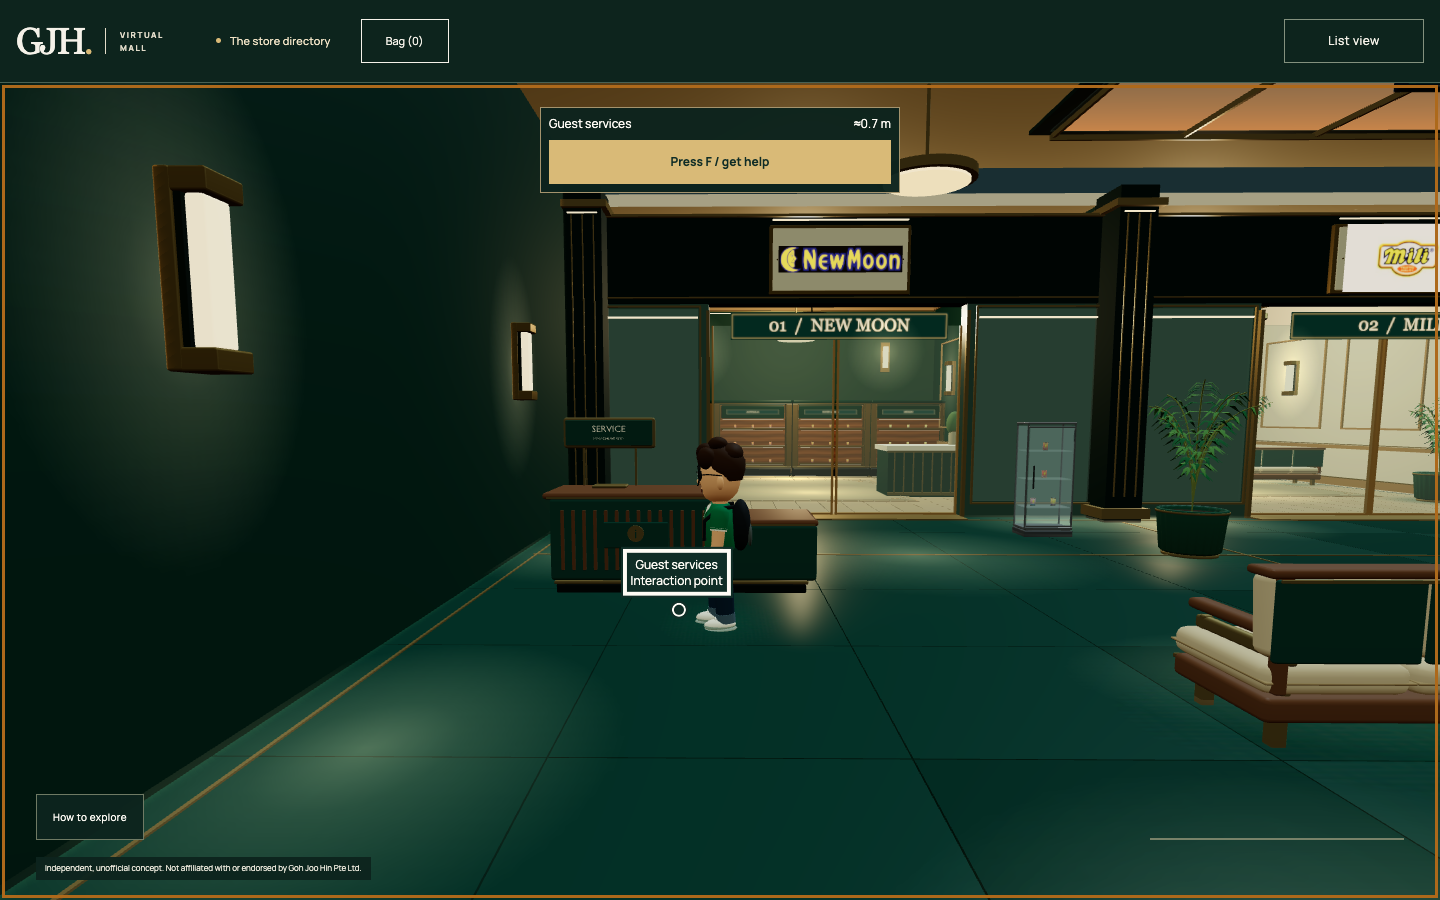 GJH.
VIRTUAL
MALL
The store directory
Bag (0)
List view
Guest services
≈0.7 m
Press F / get help
NewMoon
Mili
01 / NEW MOON
02 / MIL
SERVICE
Guest services
Interaction point
How to explore
Independent, unofficial concept. Not affiliated with or endorsed by Goh Joo Hin Pte Ltd.